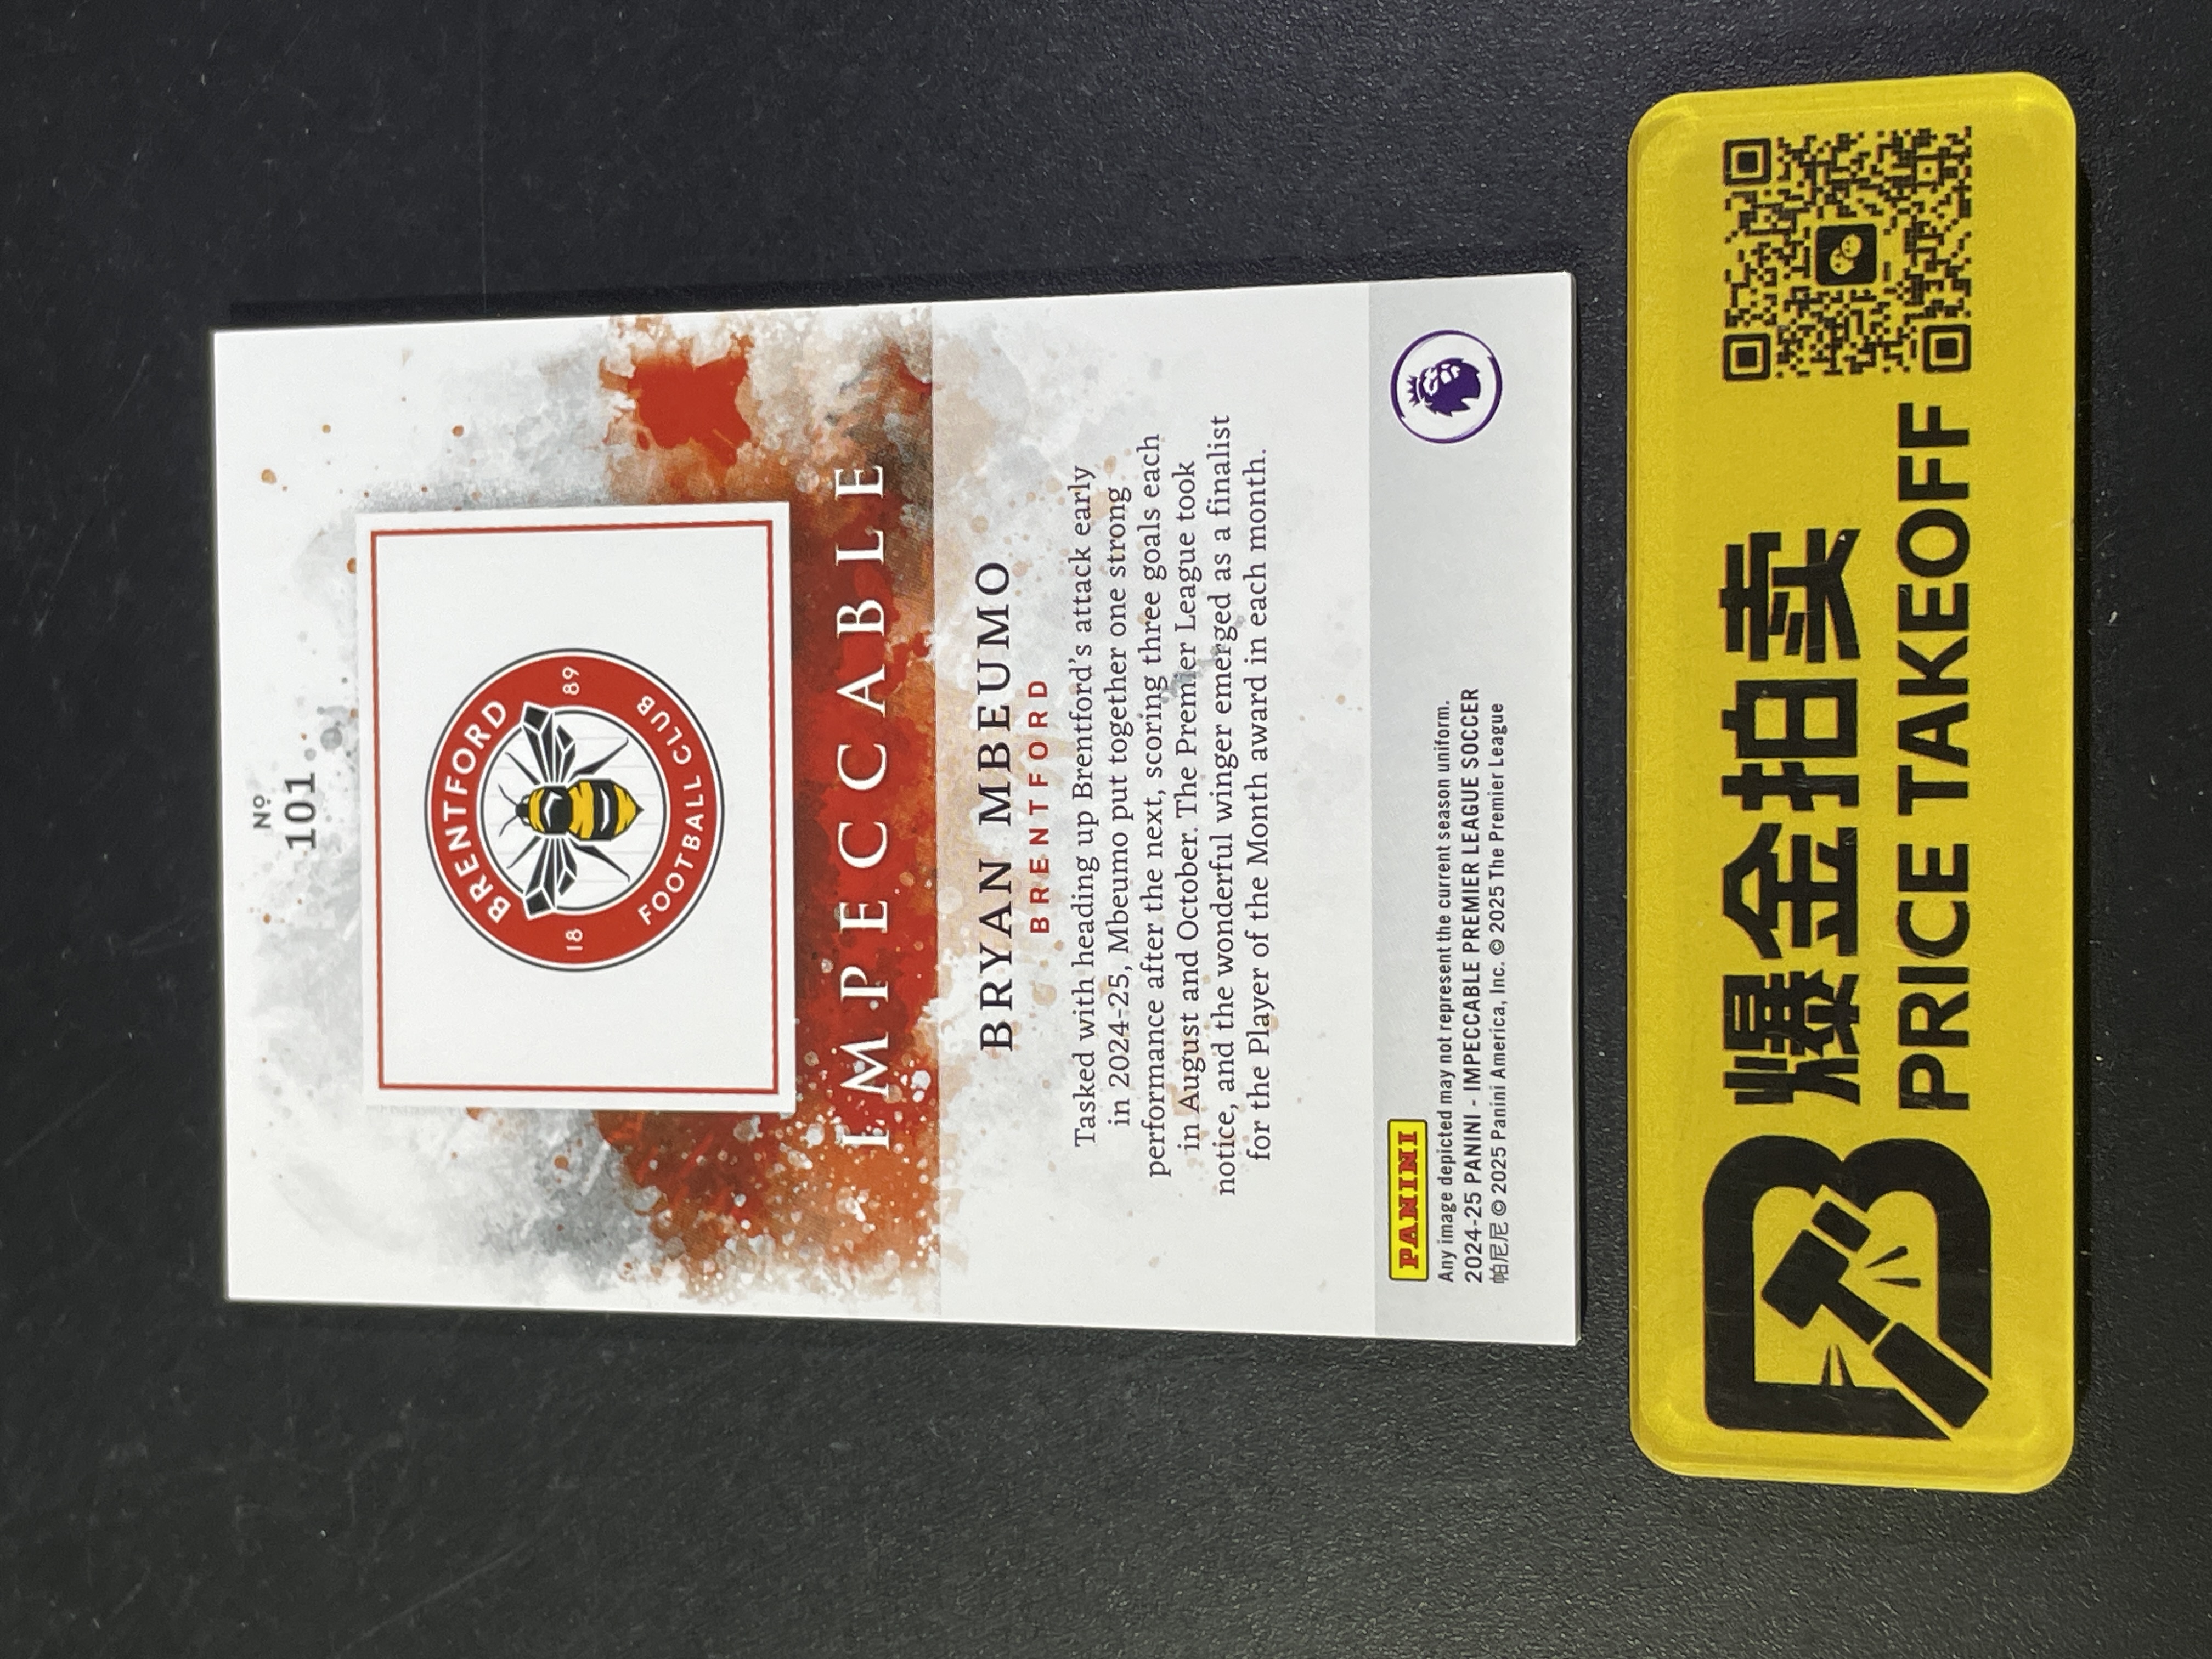 Nº
101
BRENTFORD
18 89
FOOTBALL CLUB
IMPECCABLE
BRYAN MBEUMO
BRENTFORD
Tasked with heading up Brentford's attack early
in 2024-25, Mbeumo put together one strong
performance after the next, scoring three goals each
in August and October. The Premier League took
notice, and the wonderful winger emerged as a finalist
for the Player of the Month award in each month.
PANINI
Any image depicted may not represent the current season uniform.
2024-25 PANINI - IMPECCABLE PREMIER LEAGUE SOCCER
帕尼尼 © 2025 Panini America, Inc. © 2025 The Premier League
B
爆金拍卖
PRICE TAKEOFF